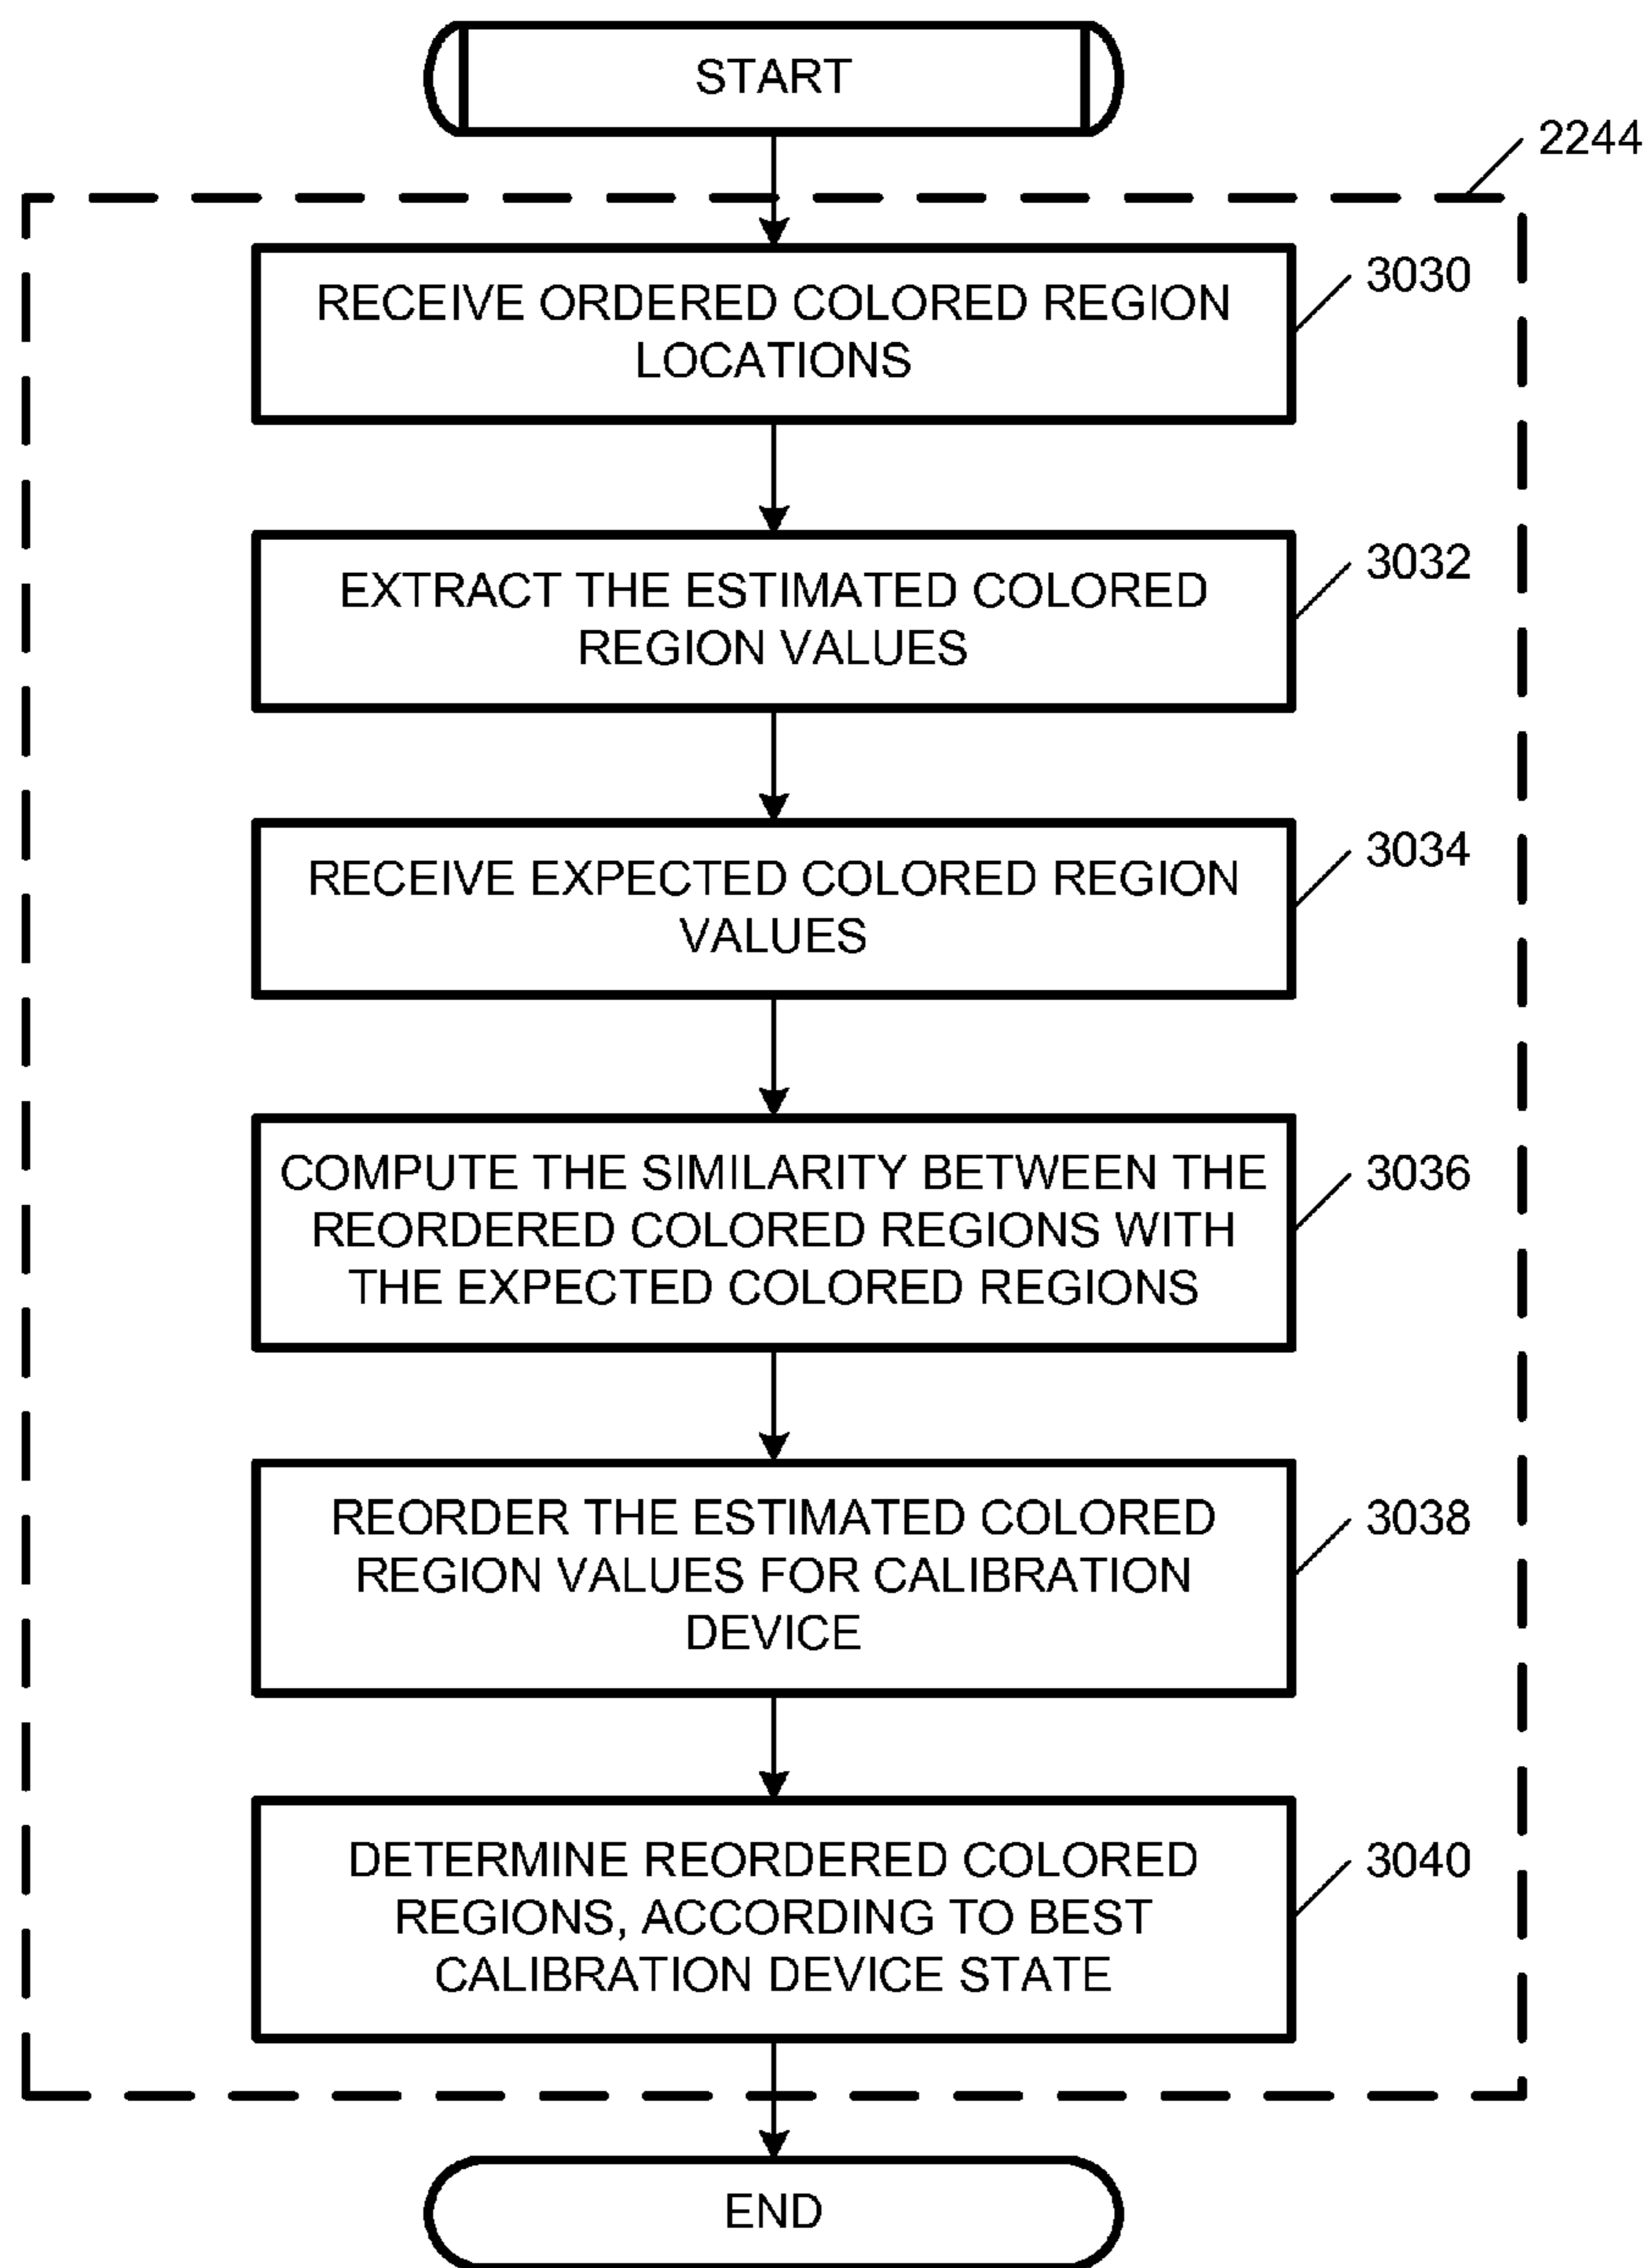 START
2244
RECEIVE ORDERED COLORED REGION
LOCATIONS
3030
EXTRACT THE ESTIMATED COLORED
REGION VALUES
3032
RECEIVE EXPECTED COLORED REGION
VALUES
3034
COMPUTE THE SIMILARITY BETWEEN THE
REORDERED COLORED REGIONS WITH
THE EXPECTED COLORED REGIONS
3036
REORDER THE ESTIMATED COLORED
REGION VALUES FOR CALIBRATION
DEVICE
3038
DETERMINE REORDERED COLORED
REGIONS, ACCORDING TO BEST
CALIBRATION DEVICE STATE
3040
END